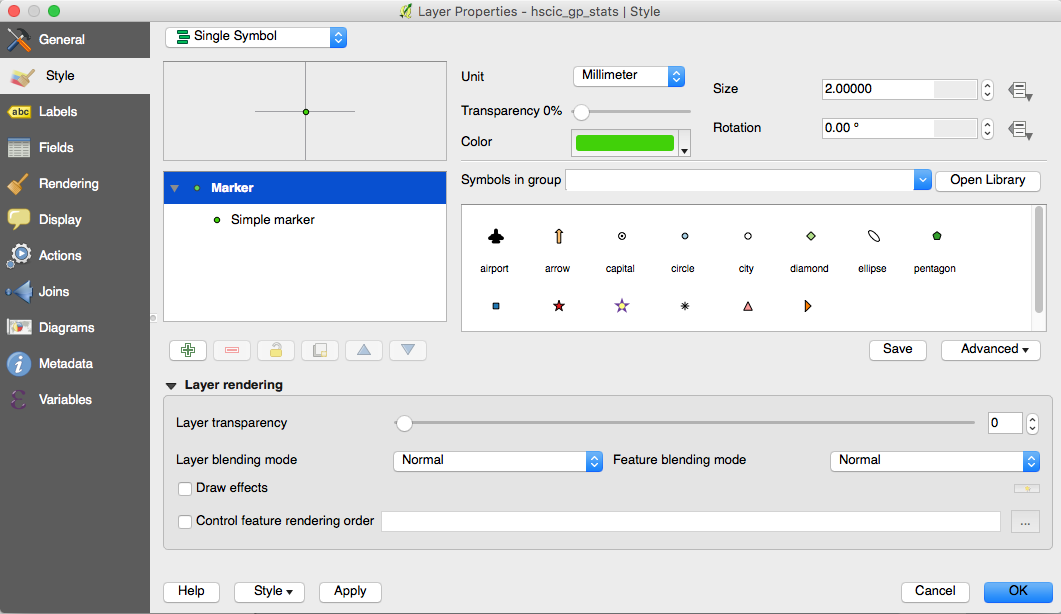 Layer Properties - hscic_gp_stats | Style
General
Style
Labels
abc
Fields
Rendering
Display
Actions
Joins
Diagrams
Metadata
Variables
Single Symbol
Unit
Millimeter
Transparency 0%
Color
Size
2.00000
Rotation
0.00 °
Marker
Simple marker
Symbols in group
Open Library
airport
arrow
capital
circle
city
diamond
ellipse
pentagon
Save
Advanced
Layer rendering
Layer transparency
0
Layer blending mode
Normal
Feature blending mode
Normal
Draw effects
Control feature rendering order
...
Help
Style
Apply
Cancel
OK